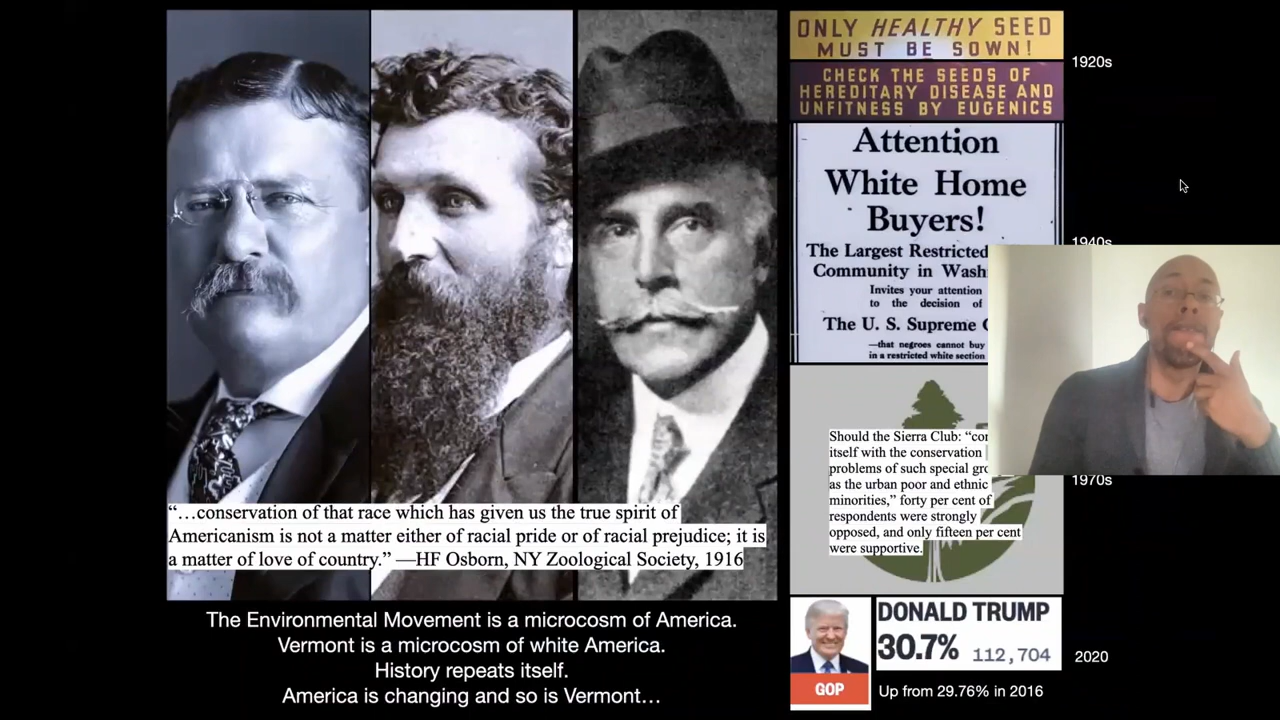 ONLY HEALTHY SEED
MUST BE SOWN!
CHECK THE SEEDS OF
HEREDITARY DISEASE AND
UNFITNESS BY EUGENICS
1920s
Attention
White Home
Buyers!
The Largest Restricted
Community in Wash
Invites your attention
to the decision of
The U. S. Supreme
—that negroes cannot buy
in a restricted white section
1940s
Should the Sierra Club: “con
itself with the conservation
problems of such special gro
as the urban poor and ethnic
minorities,” forty per cent of
respondents were strongly
opposed, and only fifteen per cent
were supportive.
1970s
“…conservation of that race which has given us the true spirit of
Americanism is not a matter either of racial pride or of racial prejudice; it is
a matter of love of country.” —HF Osborn, NY Zoological Society, 1916
The Environmental Movement is a microcosm of America.
Vermont is a microcosm of white America.
History repeats itself.
America is changing and so is Vermont…
DONALD TRUMP
30.7% 112,704
GOP
2020
Up from 29.76% in 2016